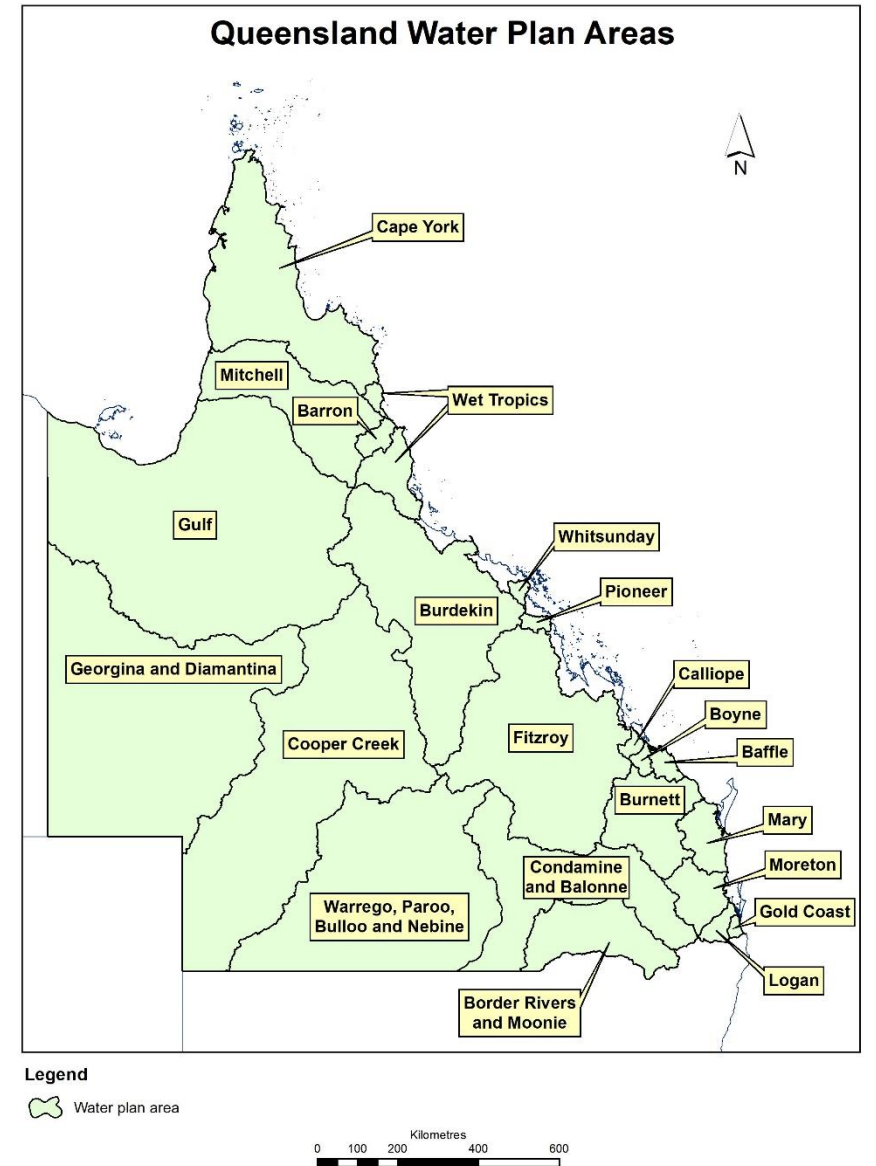 Queensland Water Plan Areas
N
Cape York
Mitchell
Wet Tropics
Barron
Gulf
Whitsunday
Pioneer
Burdekin
Georgina and Diamantina
Calliope
Boyne
Fitzroy
Cooper Creek
Baffle
Burnett
Mary
Moreton
Condamine
and Balonne
Warrego, Paroo,
Bulloo and Nebine
Gold Coast
Logan
Border Rivers
and Moonie
Legend
Water plan area
Kilometres
0 100 200 400 600